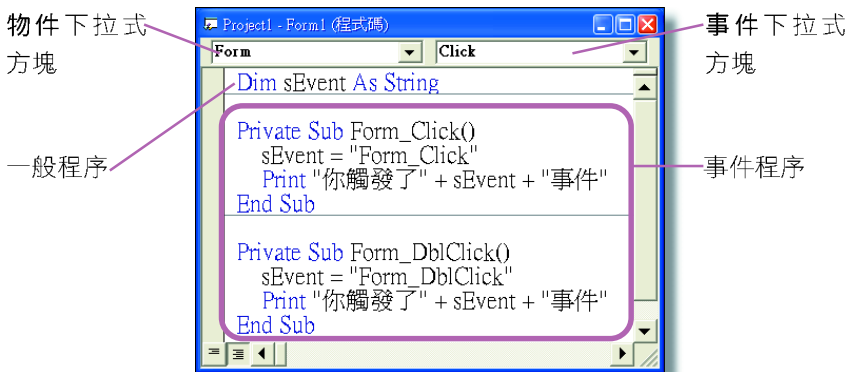 Project1 - Form1 (程式碼)
物件下拉式
方塊
Form
Click
事件下拉式
方塊
Dim sEvent As String
一般程序
Private Sub Form_Click()
sEvent = "Form_Click"
Print "你觸發了" + sEvent + "事件"
End Sub
事件程序
Private Sub Form_DblClick()
sEvent = "Form_DblClick"
Print "你觸發了" + sEvent + "事件"
End Sub